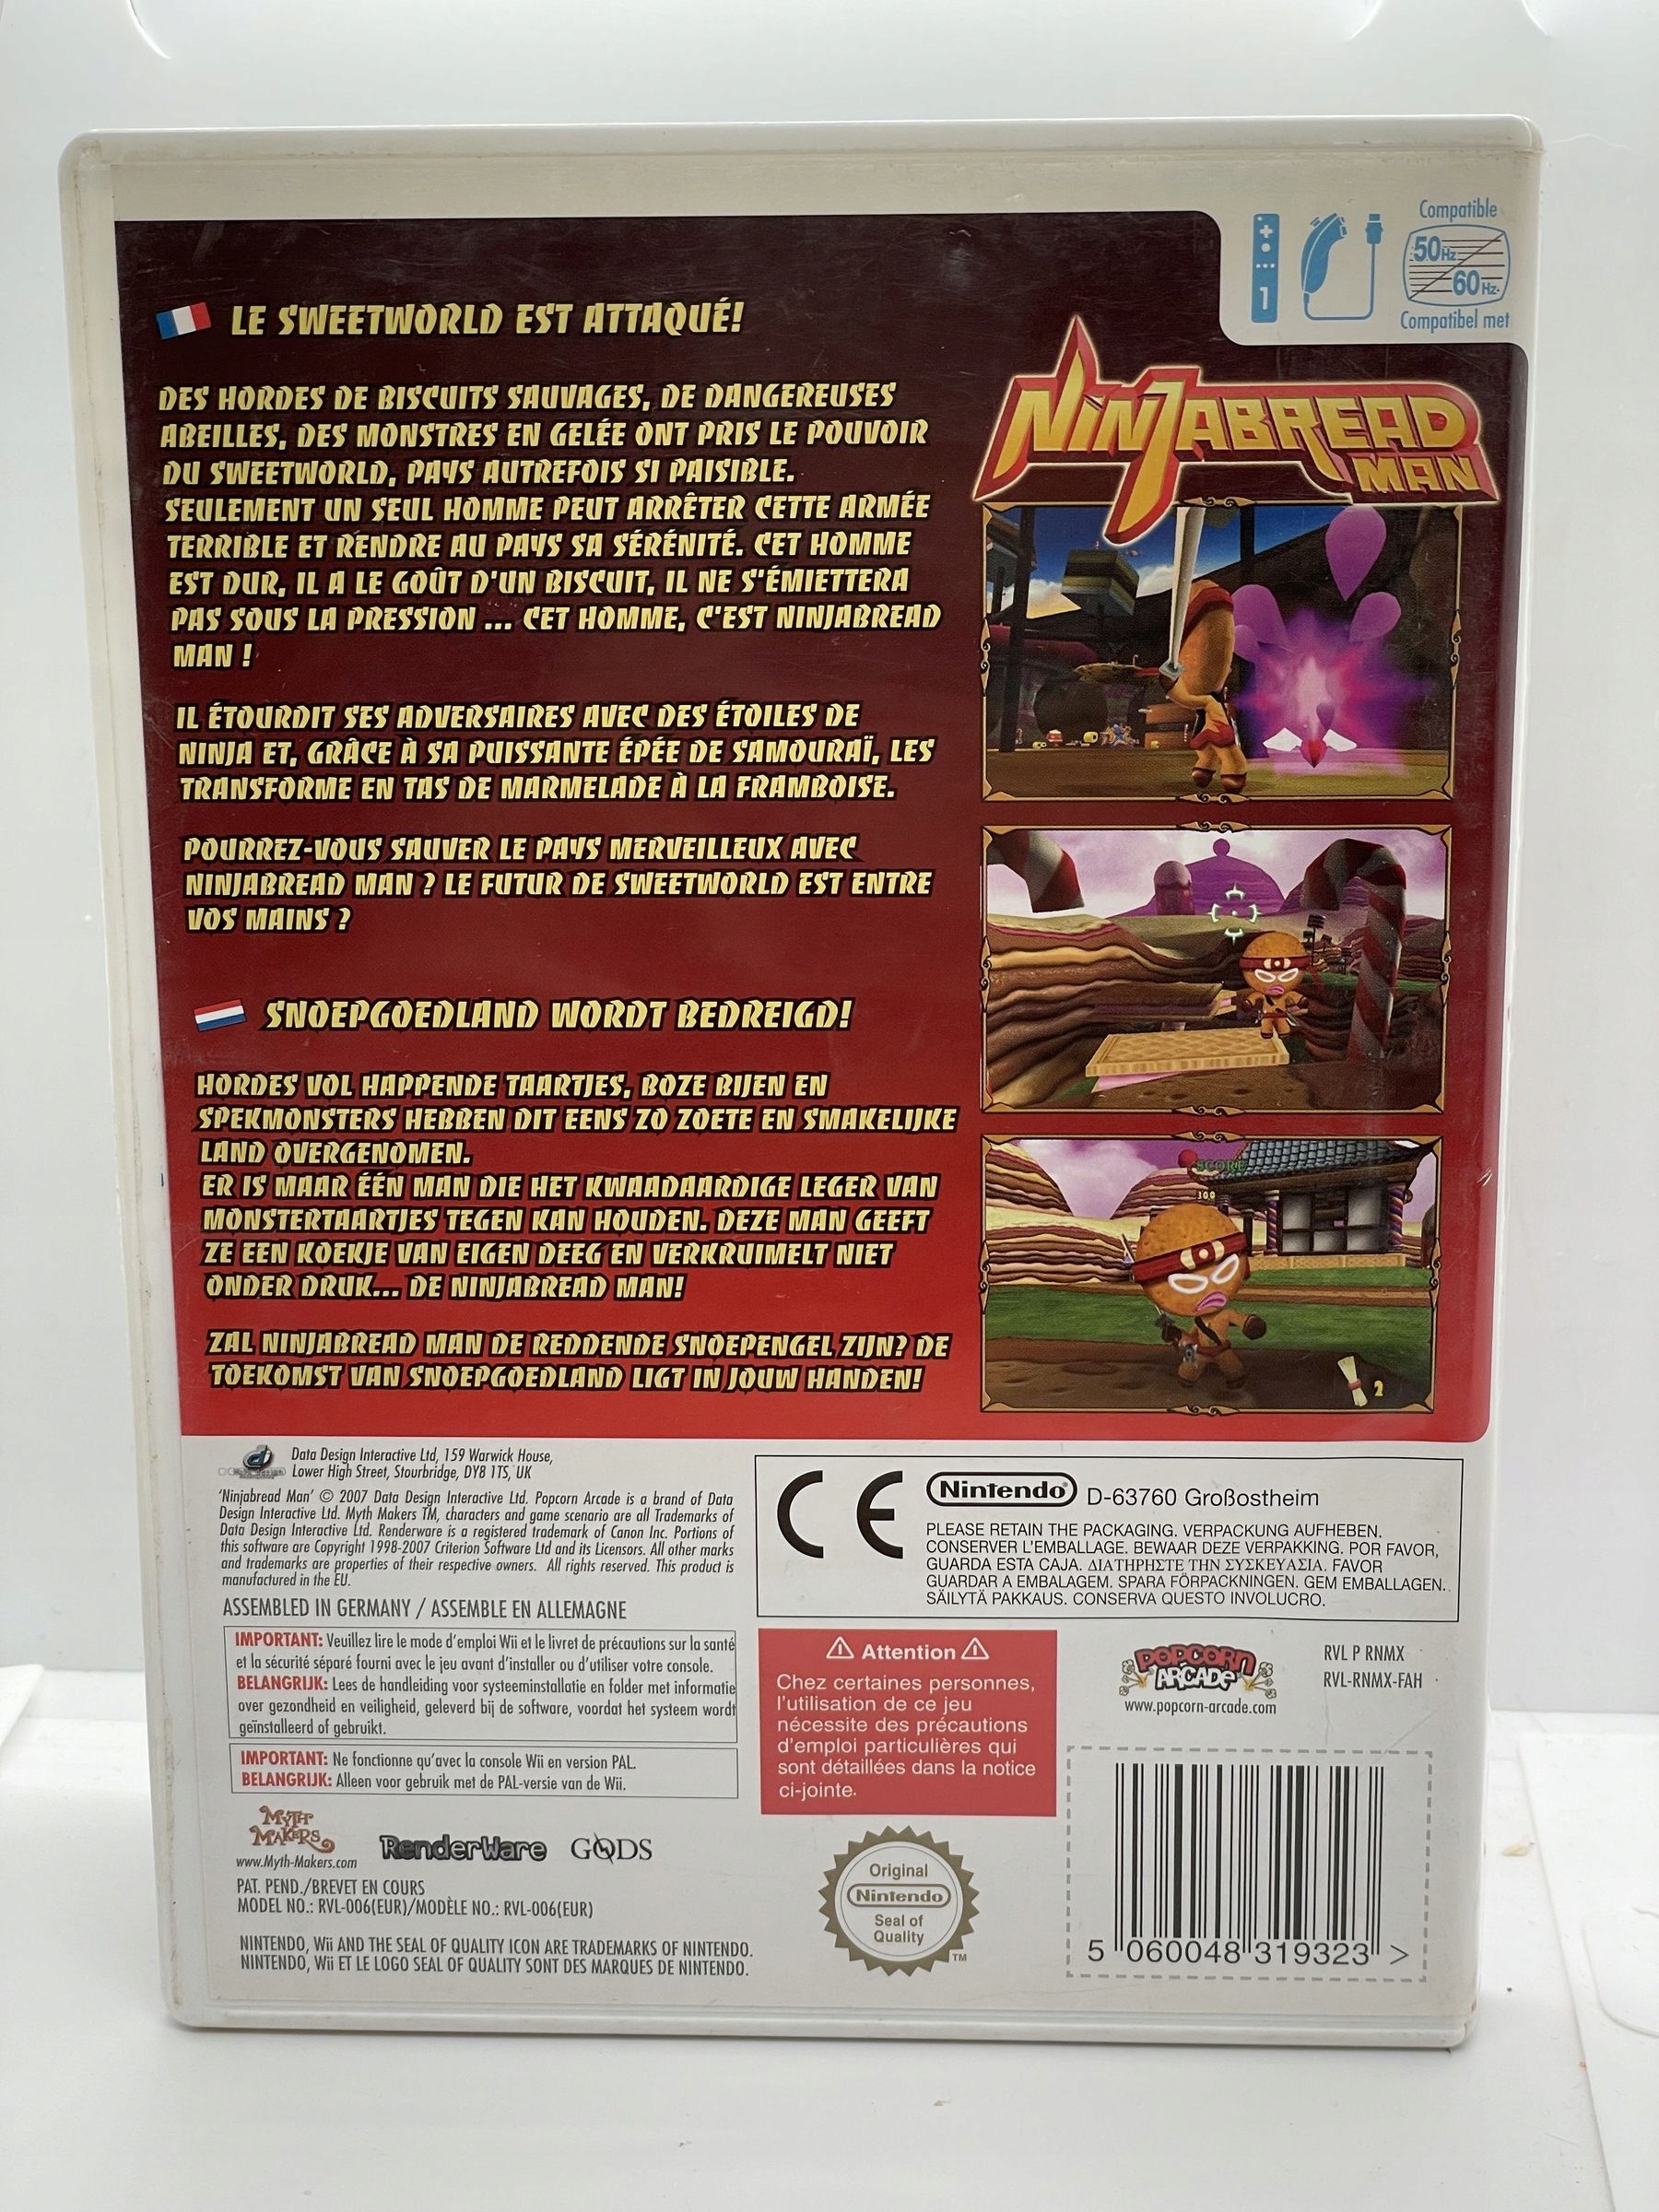 Compatible
50Hz
60Hz
Compatibel met
1
NINJABREAD
MAN
LE SWEETWORLD EST ATTAQUÉ!
DES HORDES DE BISCUITS SAUVAGES, DE DANGEREUSES
ABEILLES, DES MONSTRES EN GELÉE ONT PRIS LE POUVOIR
DU SWEETWORLD, PAYS AUTREFOIS SI PAISIBLE.
SEULEMENT UN SEUL HOMME PEUT ARRÊTER CETTE ARMÉE
TERRIBLE ET RENDRE AU PAYS SA SÉRÉNITÉ. CET HOMME
EST DUR, IL A LE GOÛT D'UN BISCUIT, IL NE S'ÉMIETTERA
PAS SOUS LA PRESSION ... CET HOMME, C'EST NINJABREAD
MAN !
IL ÉTOURDIT SES ADVERSAIRES AVEC DES ÉTOILES DE
NINJA ET, GRÂCE À SA PUISSANTE ÉPÉE DE SAMOURAÏ, LES
TRANSFORME EN TAS DE MARMELADE À LA FRAMBOISE.
POURREZ-VOUS SAUVER LE PAYS MERVEILLEUX AVEC
NINJABREAD MAN ? LE FUTUR DE SWEETWORLD EST ENTRE
VOS MAINS ?
SNOEPGOEDLAND WORDT BEDREIGD!
HORDES VOL HAPPENDE TAARTJES, BOZE BIJEN EN
SPEKMONSTERS HEBBEN DIT EENS ZO ZOETE EN SMAKELIJKE
LAND OVERGENOMEN.
ER IS MAAR ÉÉN MAN DIE HET KWAADAARDIGE LEGER VAN
MONSTERTAARTJES TEGEN KAN HOUDEN. DEZE MAN GEEFT
ZE EEN KOEKJE VAN EIGEN DEEG EN VERKRUIMELT NIET
ONDER DRUK... DE NINJABREAD MAN!
ZAL NINJABREAD MAN DE REDDENDE SNOEPENGEL ZIJN? DE
TOEKOMST VAN SNOEPGOEDLAND LIGT IN JOUW HANDEN!
SCORE
300
2
Data Design Interactive Ltd, 159 Warwick House,
Lower High Street, Stourbridge, DY8 1TS, UK
'Ninjabread Man' © 2007 Data Design Interactive Ltd. Popcorn Arcade is a brand of Data
Design Interactive Ltd. Myth Makers TM, characters and game scenario are all Trademarks of
Data Design Interactive Ltd. Renderware is a registered trademark of Canon Inc. Portions of
this software are Copyright 1998-2007 Criterion Software Ltd and its Licensors. All other marks
and trademarks are properties of their respective owners. All rights reserved. This product is
manufactured in the EU.
ASSEMBLED IN GERMANY / ASSEMBLE EN ALLEMAGNE
IMPORTANT: Veuillez lire le mode d'emploi Wii et le livret de précautions sur la santé
et la sécurité séparé fourni avec le jeu avant d'installer ou d'utiliser votre console.
BELANGRIJK: Lees de handleiding voor systeeminstallatie en folder met informatie
over gezondheid en veiligheid, geleverd bij de software, voordat het systeem wordt
geïnstalleerd of gebruikt.
IMPORTANT: Ne fonctionne qu'avec la console Wii en version PAL.
BELANGRIJK: Alleen voor gebruik met de PAL-versie van de Wii.
MYTH
MAKERS
www.Myth-Makers.com
RenderWare
GODS
PAT. PEND./BREVET EN COURS
MODEL NO.: RVL-006(EUR)/MODÈLE NO.: RVL-006(EUR)
NINTENDO, Wii AND THE SEAL OF QUALITY ICON ARE TRADEMARKS OF NINTENDO.
NINTENDO, Wii ET LE LOGO SEAL OF QUALITY SONT DES MARQUES DE NINTENDO.
CE
Nintendo® D-63760 Großostheim
PLEASE RETAIN THE PACKAGING. VERPACKUNG AUFHEBEN.
CONSERVER L'EMBALLAGE. BEWAAR DEZE VERPAKKING. POR FAVOR,
GUARDA ESTA CAJA. ΔΙΑΤΗΡΗΣΤΕ ΤΗΝ ΣΥΣΚΕΥΑΣΙΑ. FAVOR
GUARDAR A EMBALAGEM. SPARA FÖRPACKNINGEN. GEM EMBALLAGEN.
SÄILYTÄ PAKKAUS. CONSERVA QUESTO INVOLUCRO.
Attention
Chez certaines personnes,
l'utilisation de ce jeu
nécessite des précautions
d'emploi particulières qui
sont détaillées dans la notice
ci-jointe.
POPCORN
ARCADE
www.popcorn-arcade.com
RVL P RNMX
RVL-RNMX-FAH
Original
Nintendo
Seal of
Quality
TM
5 060048 319323 >